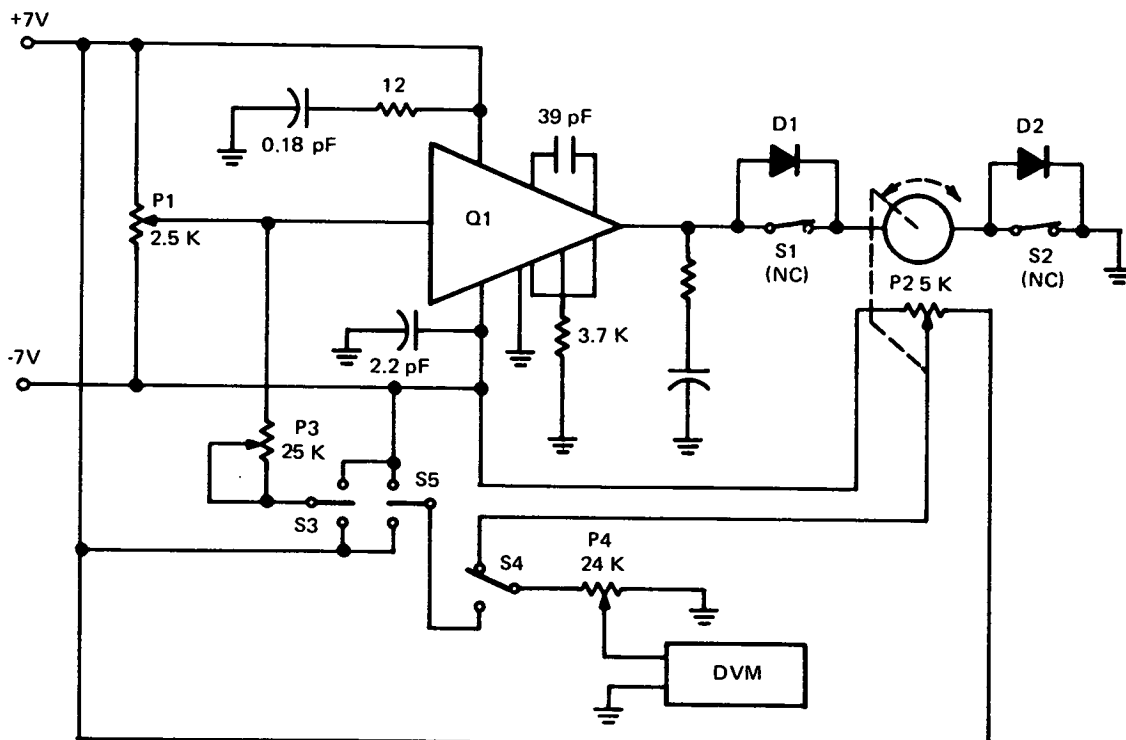 +7V
12
0.18 pF
39 pF
D1
D2
P1
2.5 K
Q1
S1
(NC)
S2
(NC)
P2 5 K
3.7 K
2.2 pF
-7V
P3
25 K
S5
S3
S4
P4
24 K
DVM